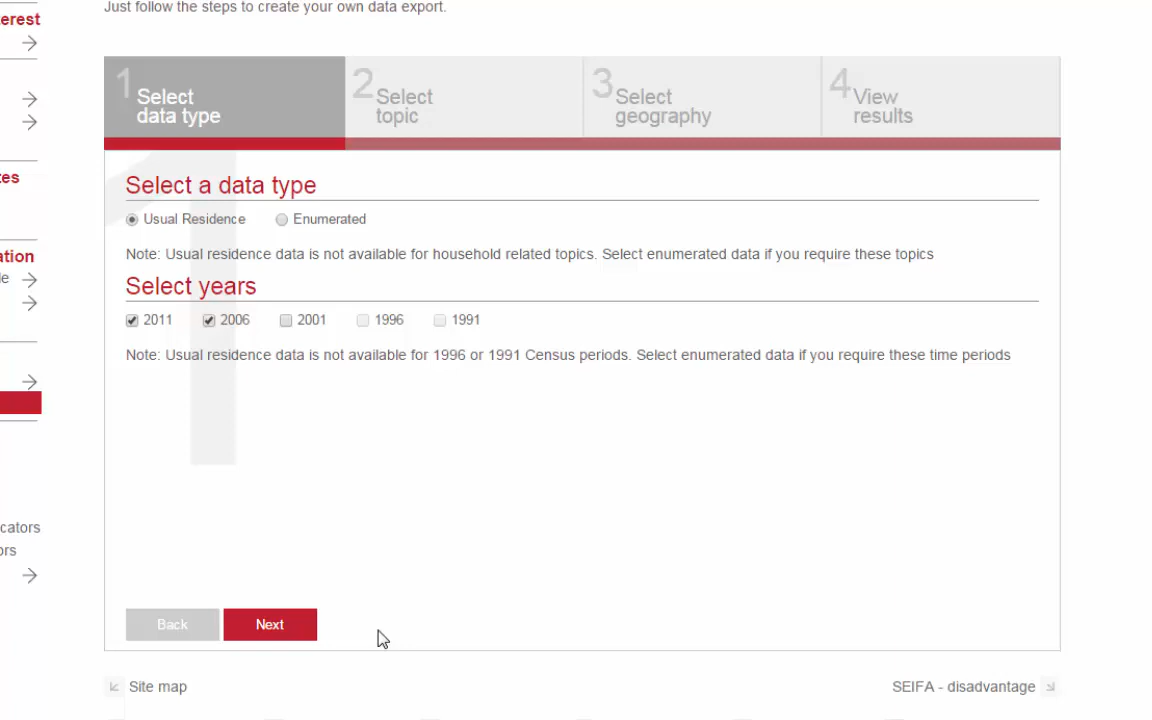 Just follow the steps to create your own data export.
erest
tes
ation
le
cators
ors
1 Select data type
2 Select topic
3 Select geography
4 View results
1
Select a data type
Usual Residence Enumerated
Note: Usual residence data is not available for household related topics. Select enumerated data if you require these topics
Select years
2011 2006 2001 1996 1991
Note: Usual residence data is not available for 1996 or 1991 Census periods. Select enumerated data if you require these time periods
Back Next
Site map SEIFA - disadvantage